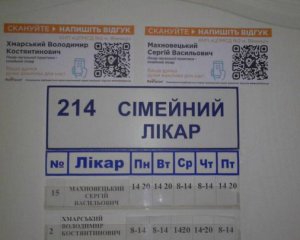 СКАНУЙТЕ І НАПИШІТЬ ВІДГУК
Хмарський Володимир
Костянтинович
СКАНУЙТЕ І НАПИШІТЬ ВІДГУК
Махновецький
Сергій Васильович
214 СІМЕЙНИЙ
ЛІКАР
№ Лікар Пн Вт Ср Чт Пт
15 МАХНОВЕЦЬКИЙ СЕРГІЙ ВАСИЛЬОВИЧ 14 20 14 20 8-14 8-14 14 20
2 ХМАРСЬКИЙ ВОЛОДИМИР КОСТЯНТИНОВИЧ 8-14 8-14 1420 14-20 8-14